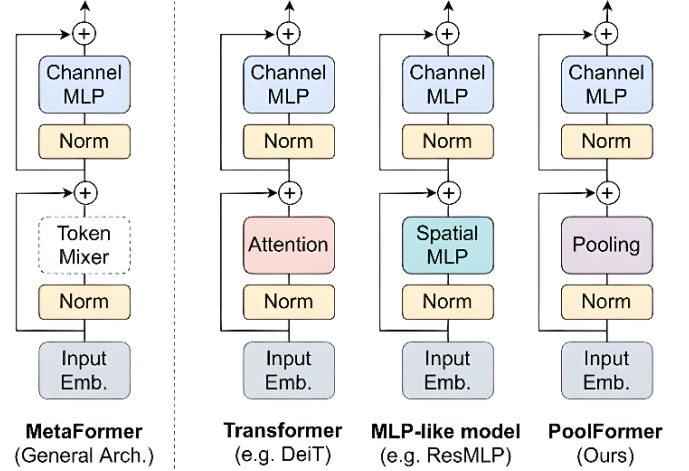 +
Channel
MLP
Norm
+
Token
Mixer
Norm
Input
Emb.
MetaFormer
(General Arch.)
+
Channel
MLP
Norm
+
Attention
Norm
Input
Emb.
Transformer
(e.g. DeiT)
+
Channel
MLP
Norm
+
Spatial
MLP
Norm
Input
Emb.
MLP-like model
(e.g. ResMLP)
+
Channel
MLP
Norm
+
Pooling
Norm
Input
Emb.
PoolFormer
(Ours)